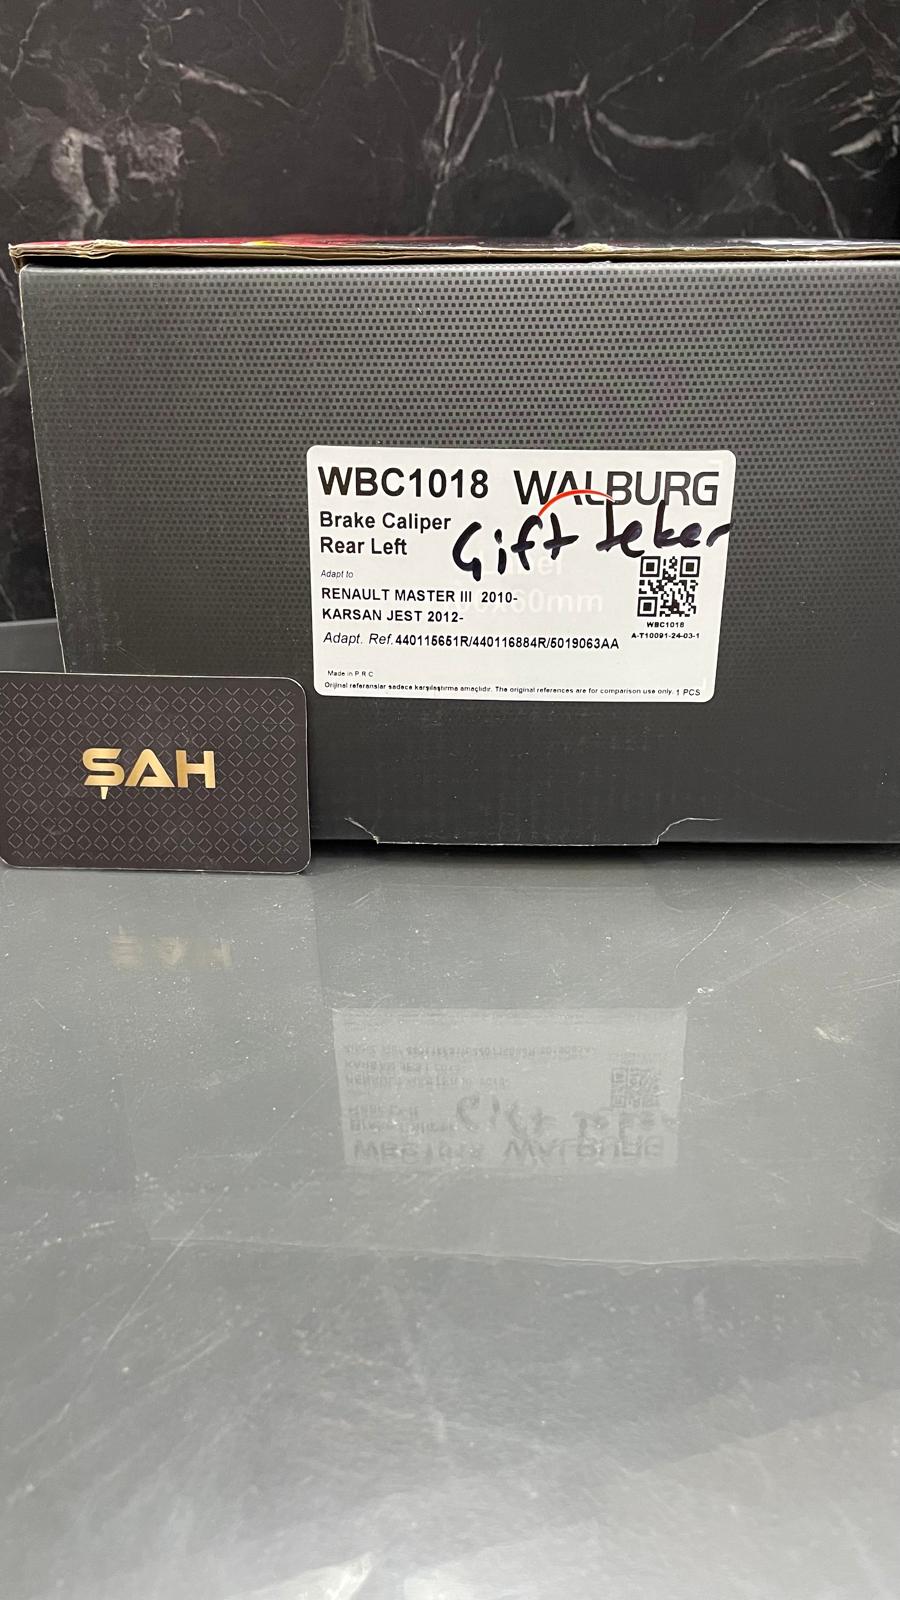 WBC1018 WALBURG
Brake Caliper
Rear Left
Gift teker
Adapt to
RENAULT MASTER III 2010-
KARSAN JEST 2012-
Adapt. Ref. 440115651R/440116884R/5019063AA
WBC1018
A-T10091-24-03-1
Made in P.R.C
Orijinal referanslar sadece karşılaştırma amaçlıdır. The original references are for comparison use only. 1 PCS
ŞAH